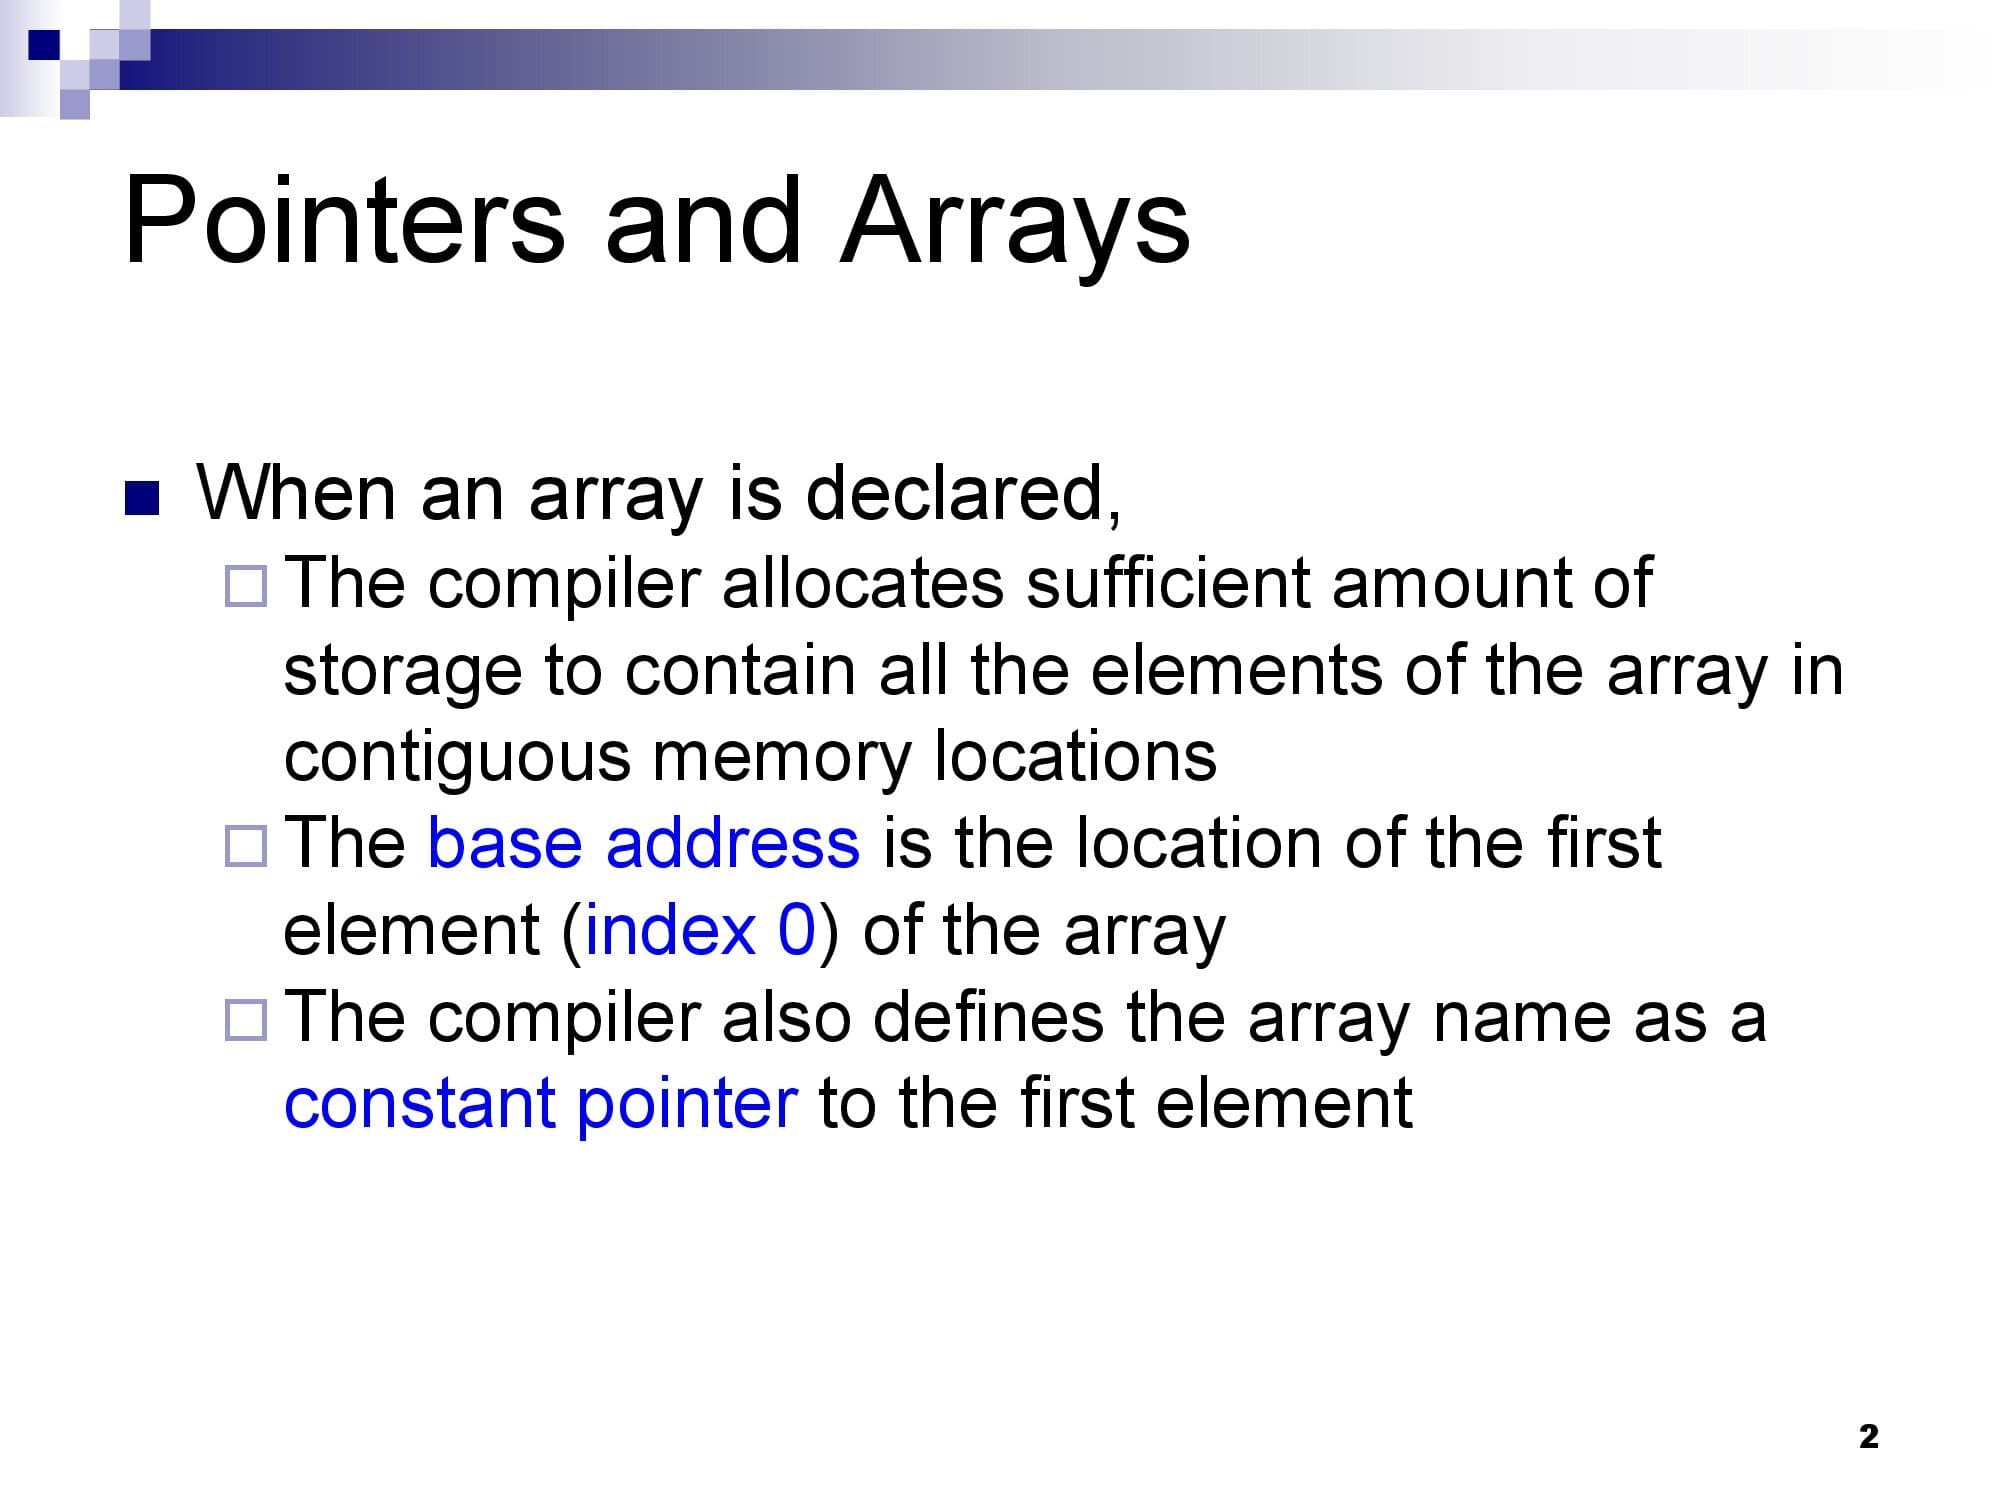 Pointers and Arrays
When an array is declared,
The compiler allocates sufficient amount of
storage to contain all the elements of the array in
contiguous memory locations
The base address is the location of the first
element (index 0) of the array
The compiler also defines the array name as a
constant pointer to the first element
2